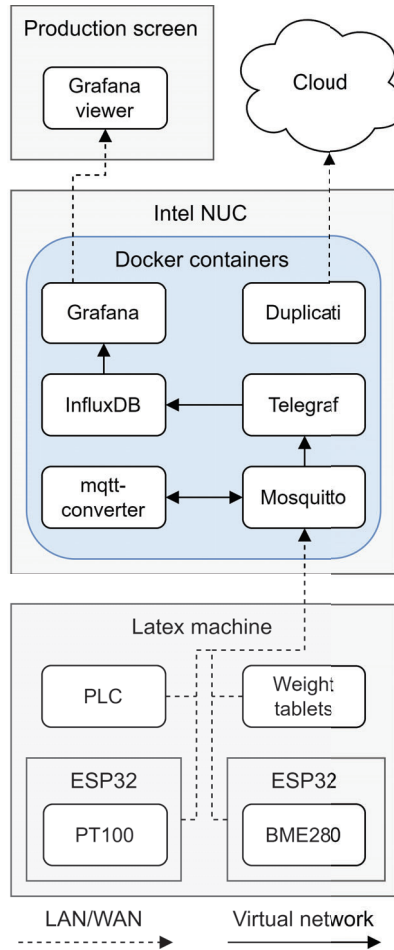 Production screen
Grafana
viewer
Cloud
Intel NUC
Docker containers
Grafana
Duplicati
InfluxDB
Telegraf
mqtt-
converter
Mosquitto
Latex machine
PLC
Weight
tablets
ESP32
PT100
ESP32
BME280
LAN/WAN
Virtual network